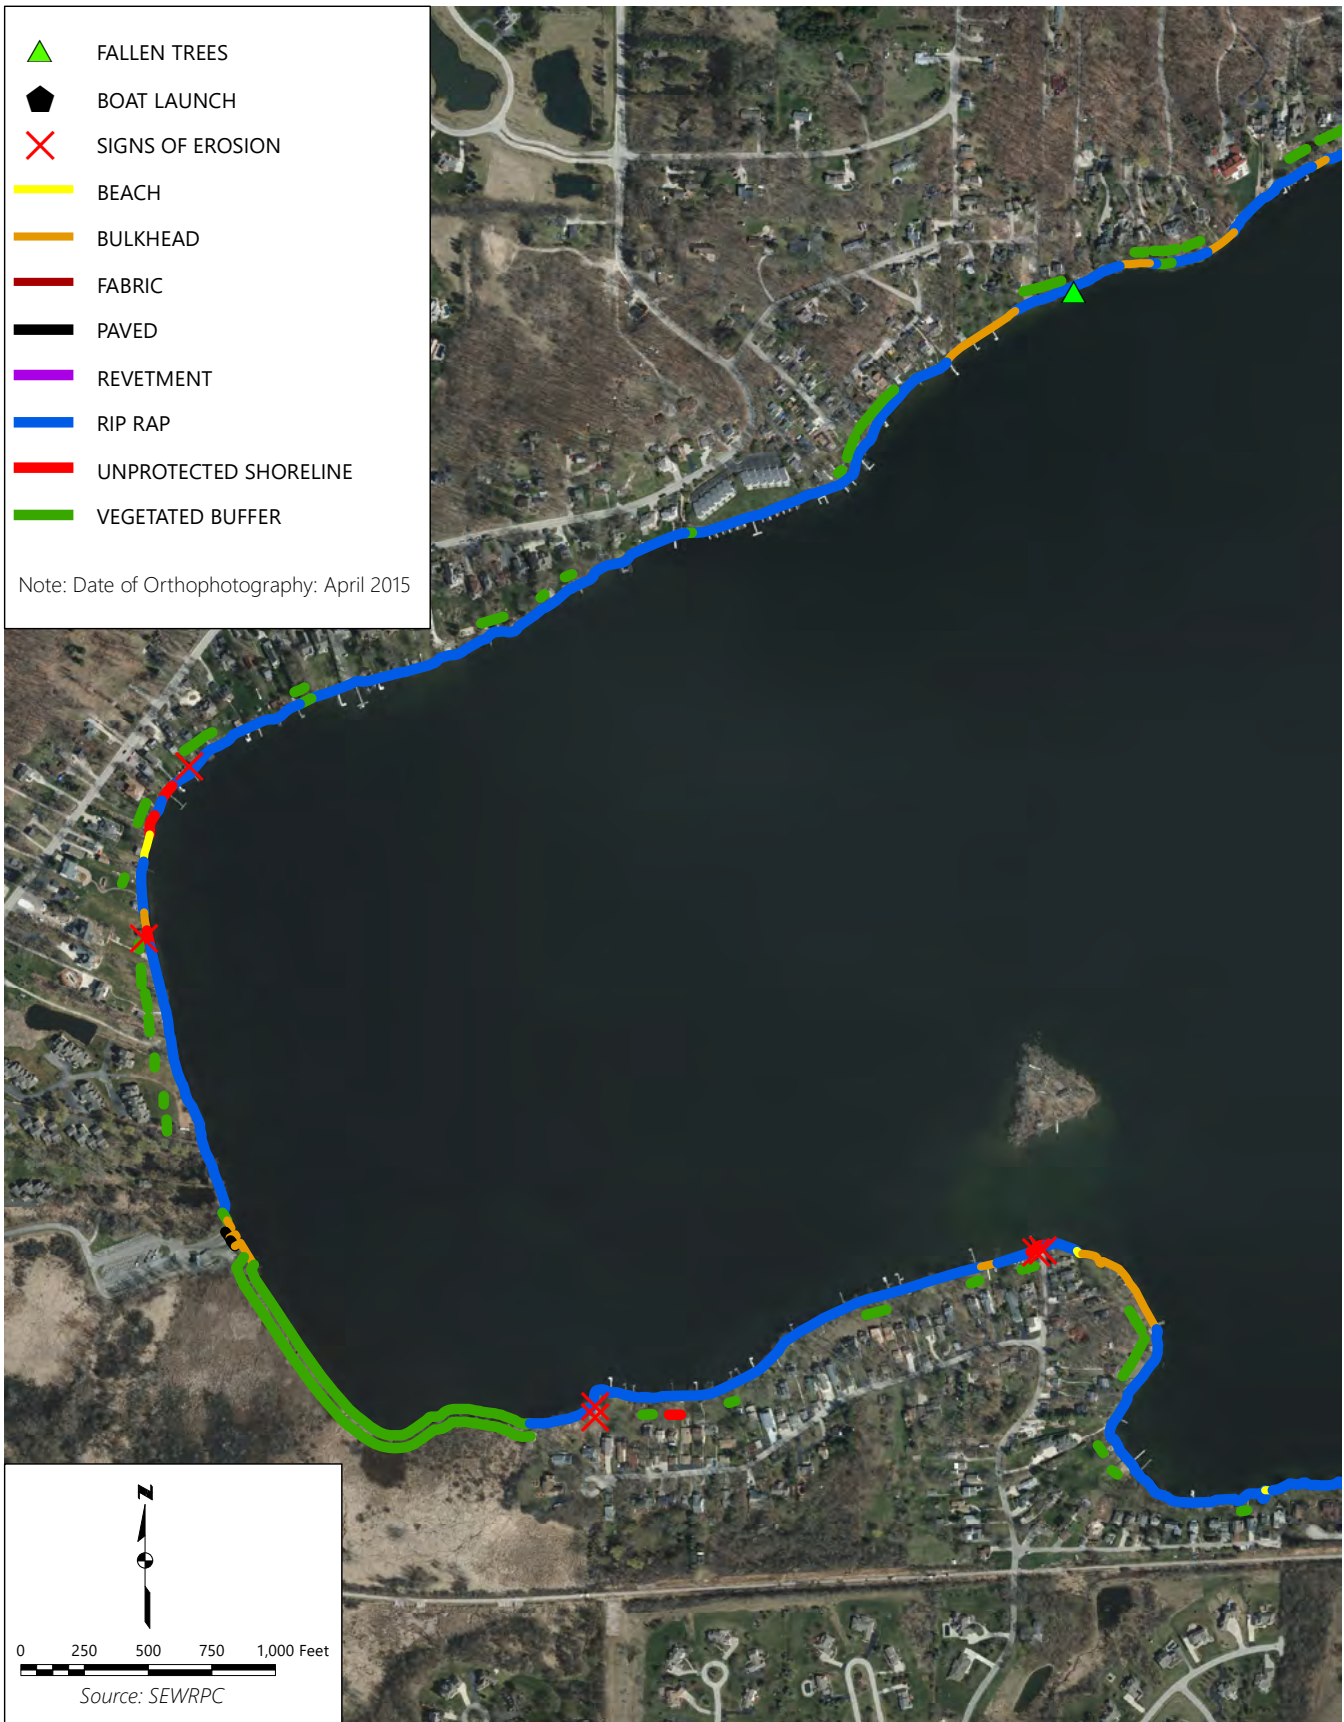 FALLEN TREES
BOAT LAUNCH
SIGNS OF EROSION
BEACH
BULKHEAD
FABRIC
PAVED
REVETMENT
RIP RAP
UNPROTECTED SHORELINE
VEGETATED BUFFER
Note: Date of Orthophotography: April 2015
N
0 250 500 750 1,000 Feet
Source: SEWRPC